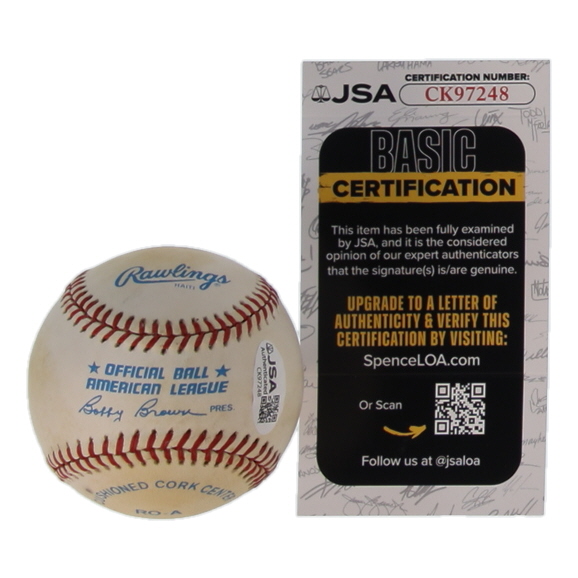 Rawlings
HAITI
★ OFFICIAL BALL ★
AMERICAN LEAGUE
Bobby Brown PRES.
CUSHIONED CORK CENTE
RO-A
JSA
Authenticated
CK97248
JSA
CERTIFICATION NUMBER:
CK97248
BASIC
CERTIFICATION
This item has been fully examined
by JSA, and it is the considered
opinion of our expert authenticators
that the signature(s) is/are genuine.
UPGRADE TO A LETTER OF
AUTHENTICITY & VERIFY THIS
CERTIFICATION BY VISITING:
SpenceLOA.com
Or Scan
Follow us at @jsaloa